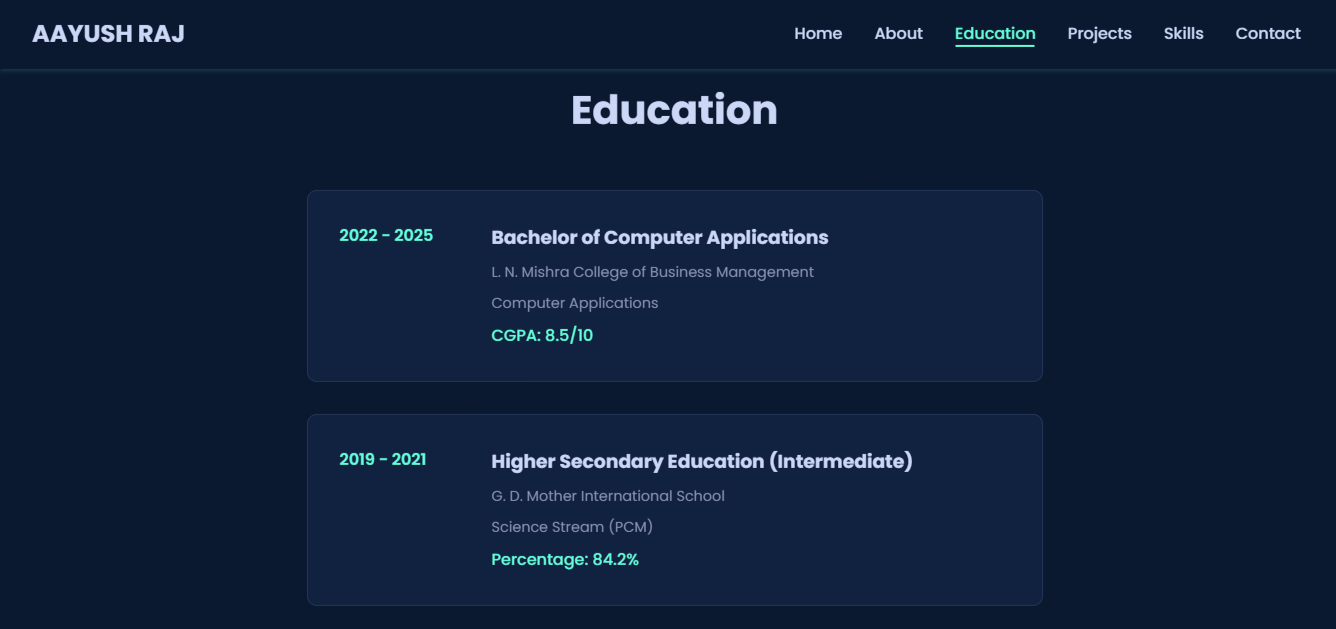 AAYUSH RAJ
Home About Education Projects Skills Contact
Education
2022 - 2025
Bachelor of Computer Applications
L. N. Mishra College of Business Management
Computer Applications
CGPA: 8.5/10
2019 - 2021
Higher Secondary Education (Intermediate)
G. D. Mother International School
Science Stream (PCM)
Percentage: 84.2%